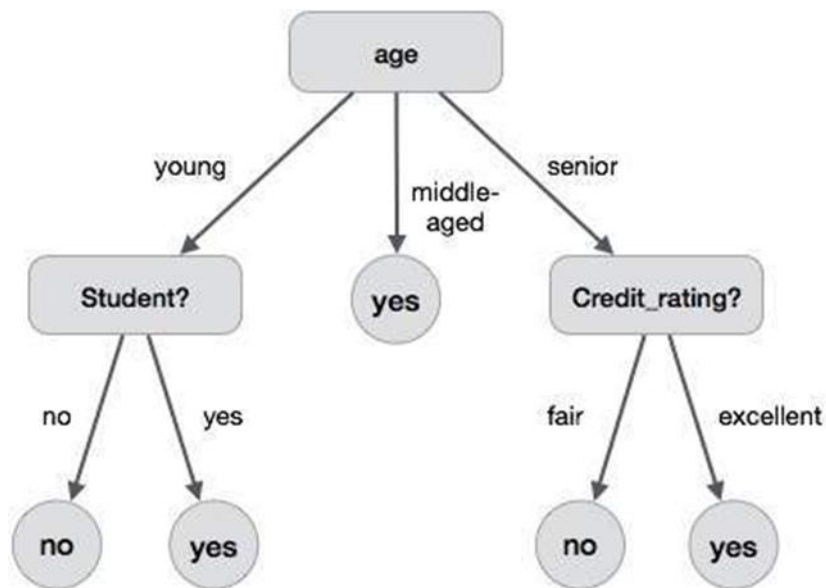 age
young
middle-
aged
senior
Student?
yes
Credit_rating?
no
yes
fair
excellent
no
yes
no
yes